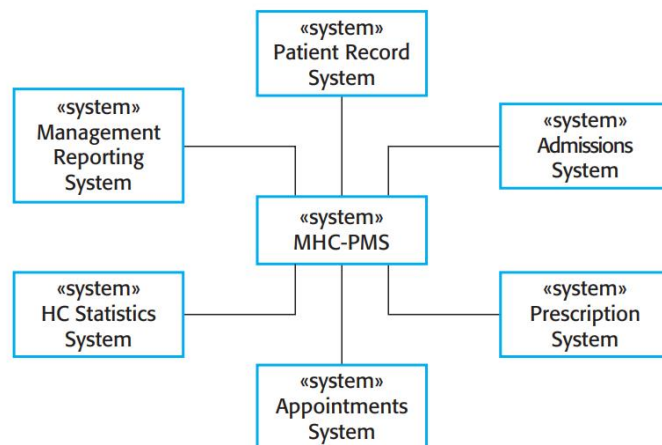 «system»
Patient Record
System
«system»
Management
Reporting
System
«system»
Admissions
System
«system»
MHC-PMS
«system»
HC Statistics
System
«system»
Prescription
System
«system»
Appointments
System